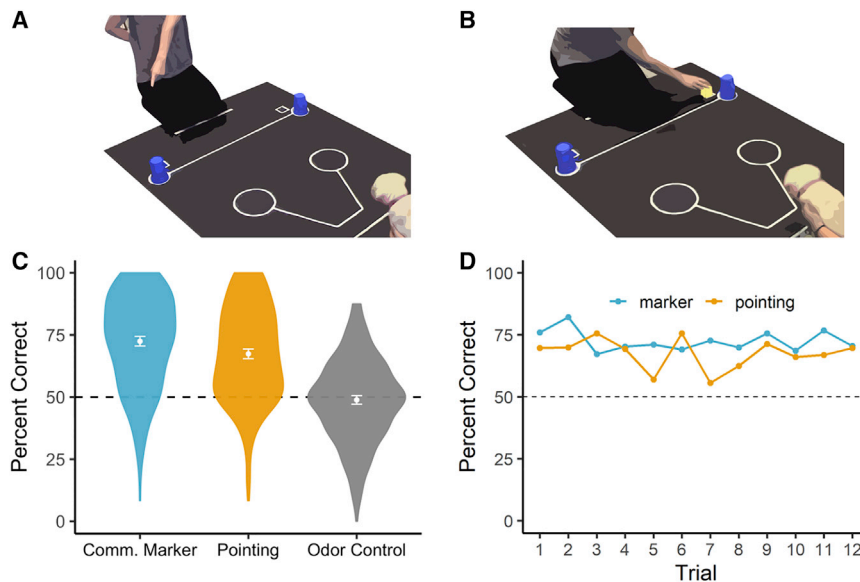 A
B
C
D
100
75
50
25
0
Percent Correct
Comm. Marker Pointing Odor Control
100
75
50
25
0
Percent Correct
marker pointing
1 2 3 4 5 6 7 8 9 10 11 12
Trial